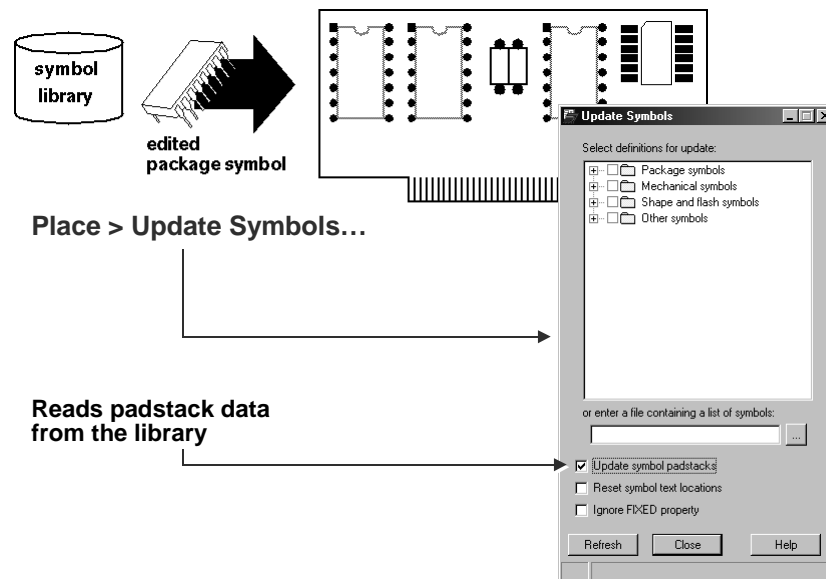 symbol
library
edited
package symbol
Place > Update Symbols…
Reads padstack data
from the library
Update Symbols
Select definitions for update:
Package symbols
Mechanical symbols
Shape and flash symbols
Other symbols
or enter a file containing a list of symbols:
...
Update symbol padstacks
Reset symbol text locations
Ignore FIXED property
Refresh
Close
Help